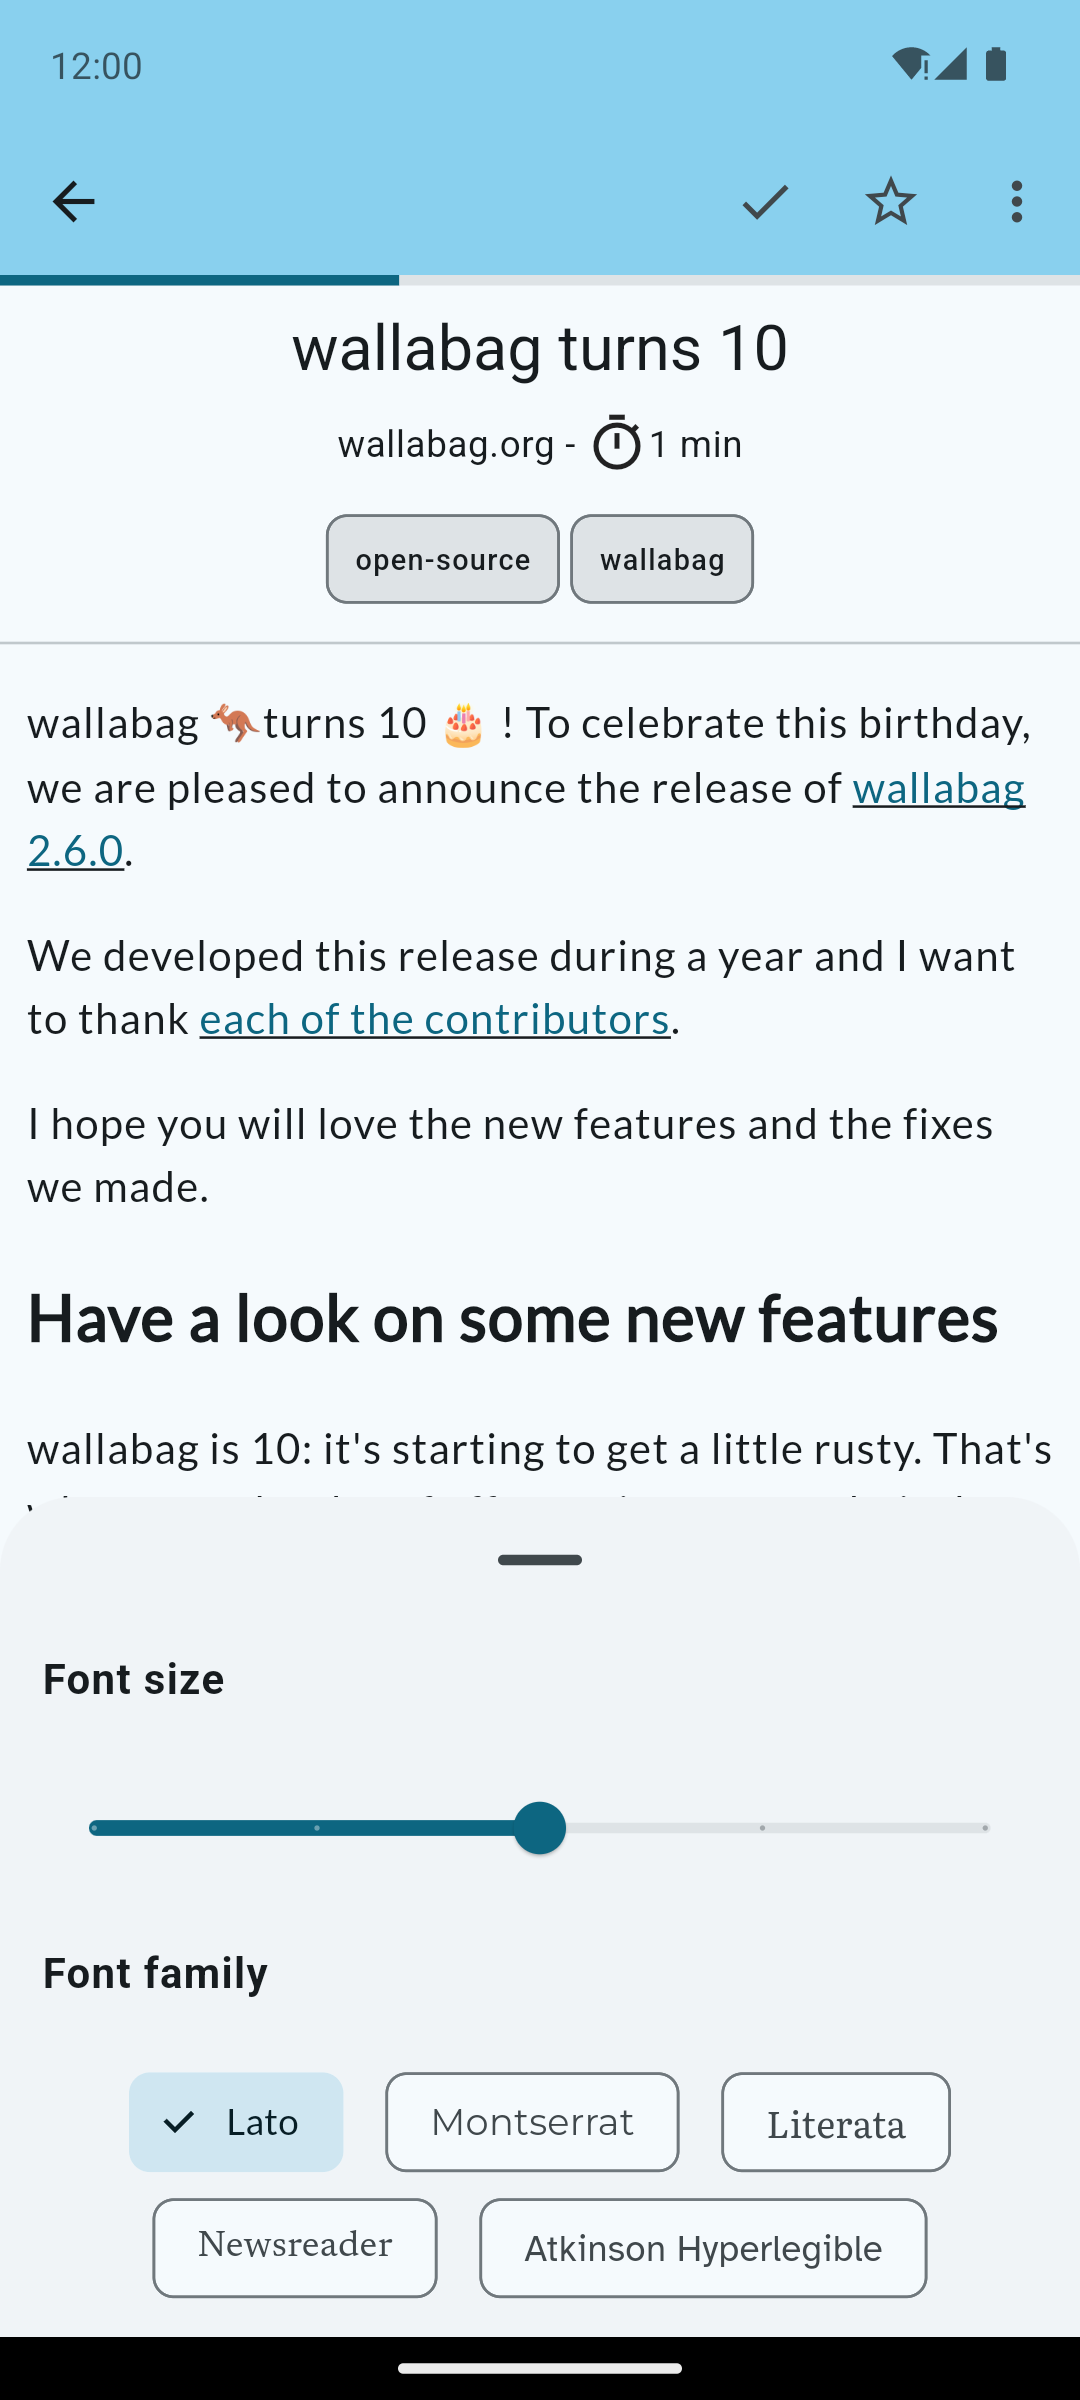 12:00
wallabag turns 10
wallabag.org - 1 min
open-source wallabag
wallabag 🦘turns 10 🎂 ! To celebrate this birthday,
we are pleased to announce the release of wallabag
2.6.0.
We developed this release during a year and I want
to thank each of the contributors.
I hope you will love the new features and the fixes
we made.
Have a look on some new features
wallabag is 10: it's starting to get a little rusty. That's
Font size
Font family
Lato Montserrat Literata
Newsreader Atkinson Hyperlegible